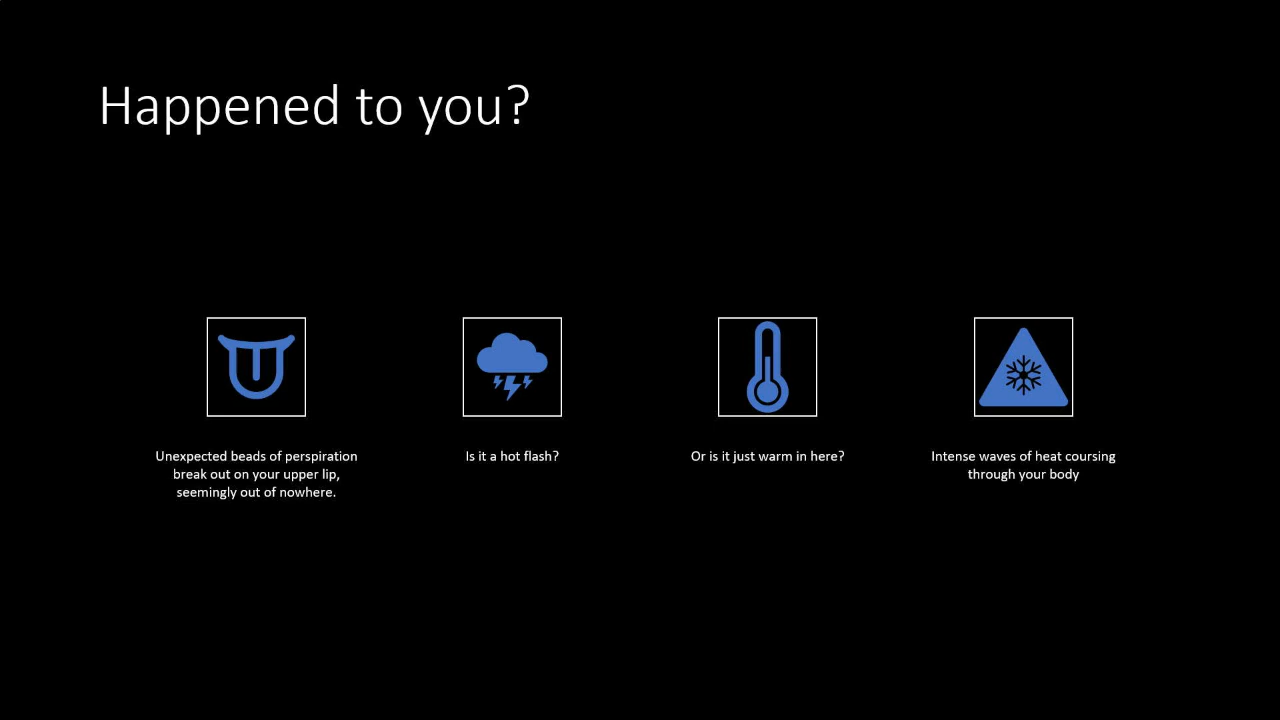 Happened to you?
Unexpected beads of perspiration
break out on your upper lip,
seemingly out of nowhere.
Is it a hot flash?
Or is it just warm in here?
Intense waves of heat coursing
through your body